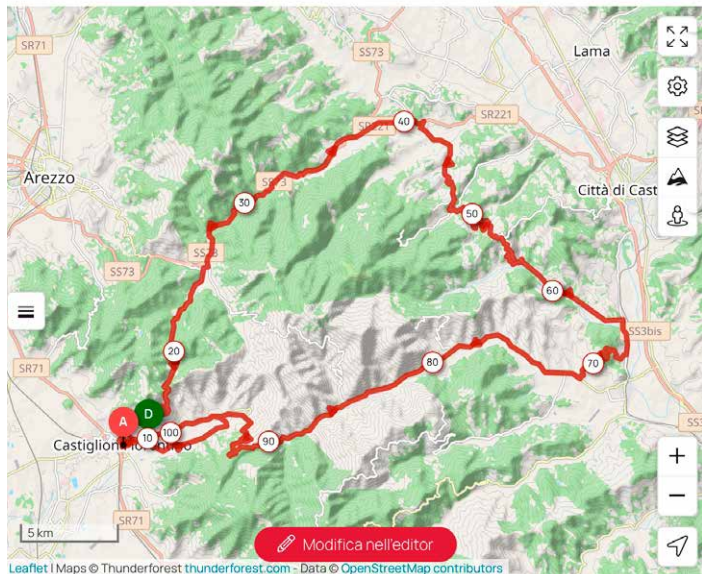 SR71
SS73
Lama
40
SR221
SR221
Arezzo
SS73
30
Città di Cast
50
SS73
SS73
60
SS3bis
20
80
70
SR71
A
D
10
100
90
SR71
5 km
+
−
Modifica nell'editor
Leaflet | Maps © Thunderforest thunderforest.com - Data © OpenStreetMap contributors